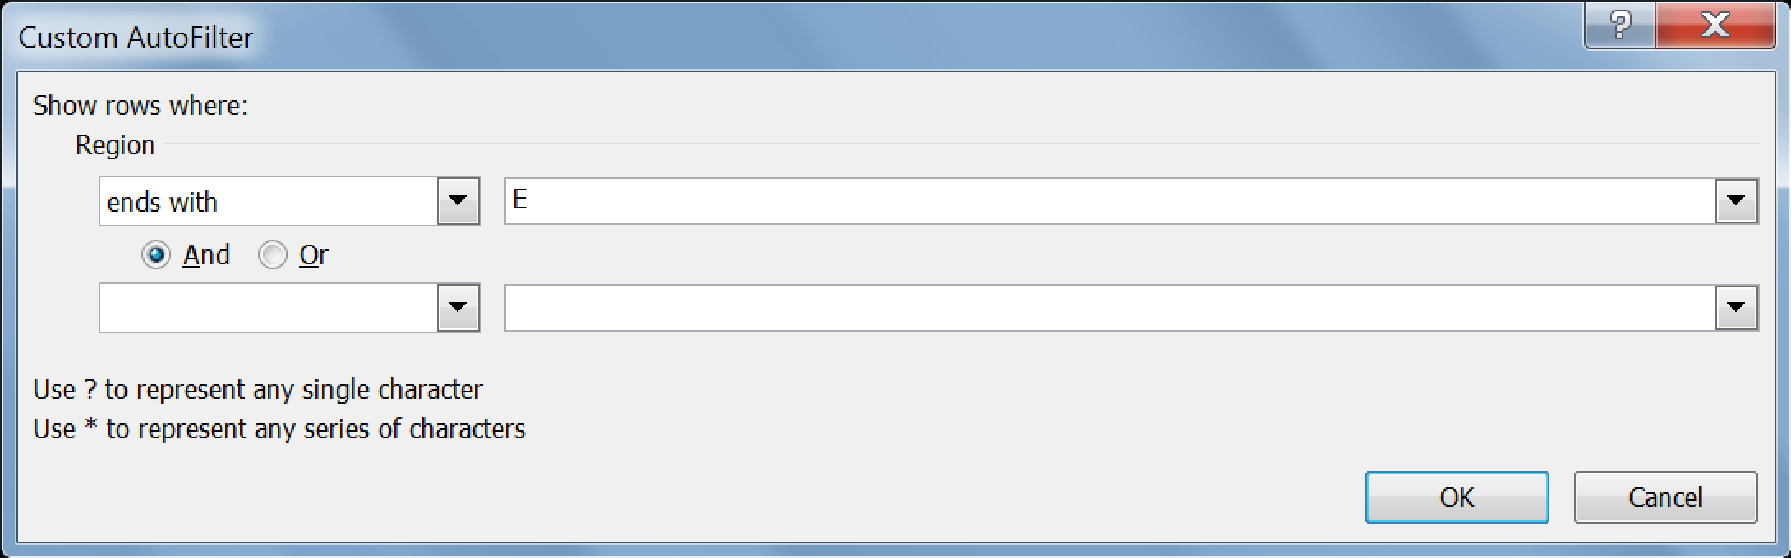 Custom AutoFilter
?
X
Show rows where:
Region
ends with E
And Or
Use ? to represent any single character
Use * to represent any series of characters
OK Cancel